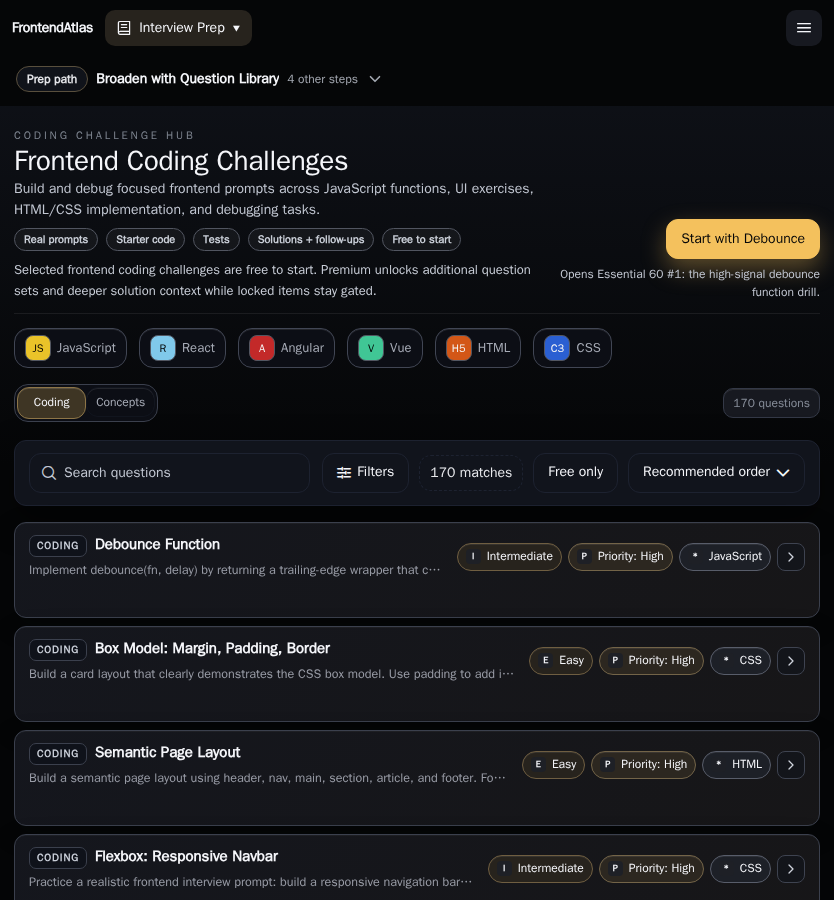 FrontendAtlas Interview Prep ▾
Prep path Broaden with Question Library 4 other steps
CODING CHALLENGE HUB
Frontend Coding Challenges
Build and debug focused frontend prompts across JavaScript functions, UI exercises,
HTML/CSS implementation, and debugging tasks.
Real prompts Starter code Tests Solutions + follow-ups Free to start
Selected frontend coding challenges are free to start. Premium unlocks additional question
sets and deeper solution context while locked items stay gated.
Start with Debounce
Opens Essential 60 #1: the high-signal debounce
function drill.
JS JavaScript R React A Angular V Vue H5 HTML C3 CSS
Coding Concepts 170 questions
Search questions Filters 170 matches Free only Recommended order
CODING Debounce Function
Implement debounce(fn, delay) by returning a trailing-edge wrapper that c···
I Intermediate P Priority: High * JavaScript
CODING Box Model: Margin, Padding, Border
Build a card layout that clearly demonstrates the CSS box model. Use padding to add i···
E Easy P Priority: High * CSS
CODING Semantic Page Layout
Build a semantic page layout using header, nav, main, section, article, and footer. Fo···
E Easy P Priority: High * HTML
CODING Flexbox: Responsive Navbar
Practice a realistic frontend interview prompt: build a responsive navigation bar···
I Intermediate P Priority: High * CSS